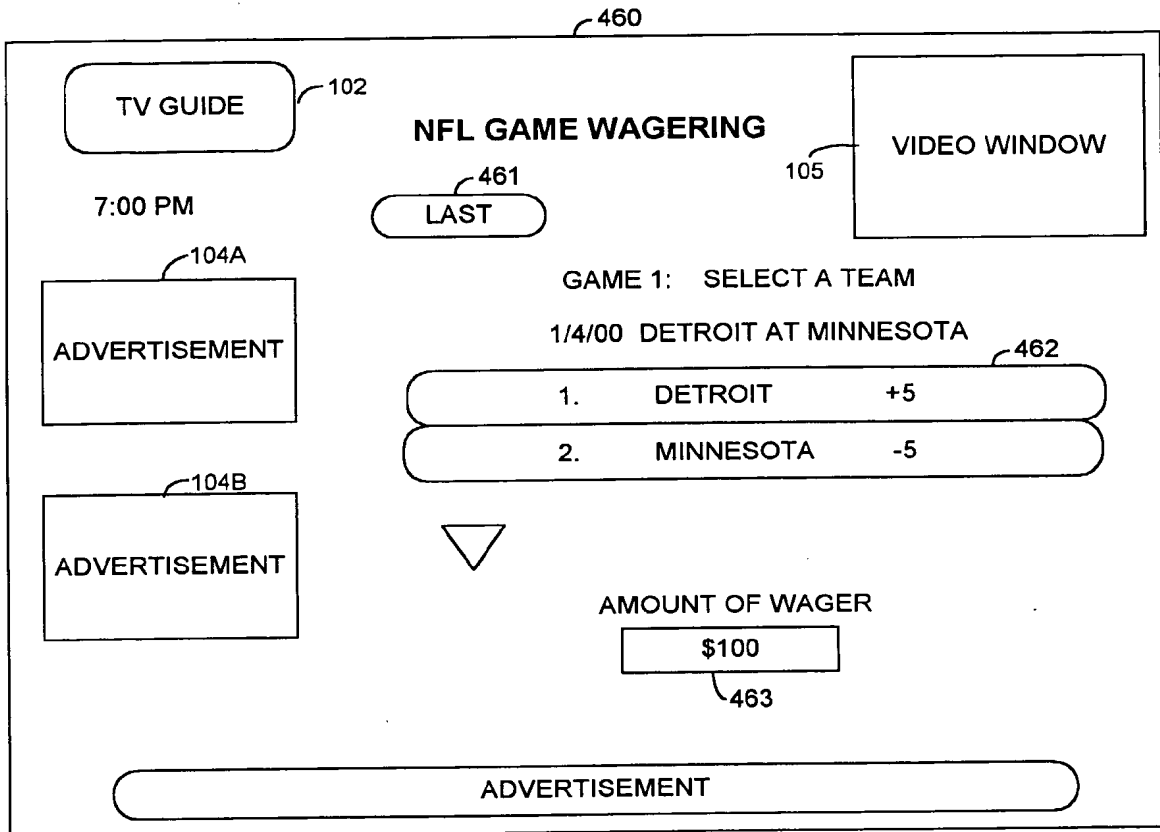 460
TV GUIDE
102
NFL GAME WAGERING
VIDEO WINDOW
105
461
7:00 PM
LAST
104A
GAME 1: SELECT A TEAM
ADVERTISEMENT
1/4/00 DETROIT AT MINNESOTA
462
1. DETROIT +5
2. MINNESOTA -5
104B
ADVERTISEMENT
AMOUNT OF WAGER
$100
463
ADVERTISEMENT